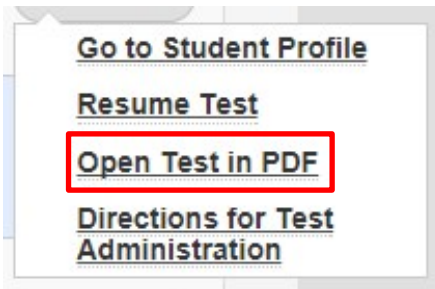 Go to Student Profile
Resume Test
Open Test in PDF
Directions for Test
Administration